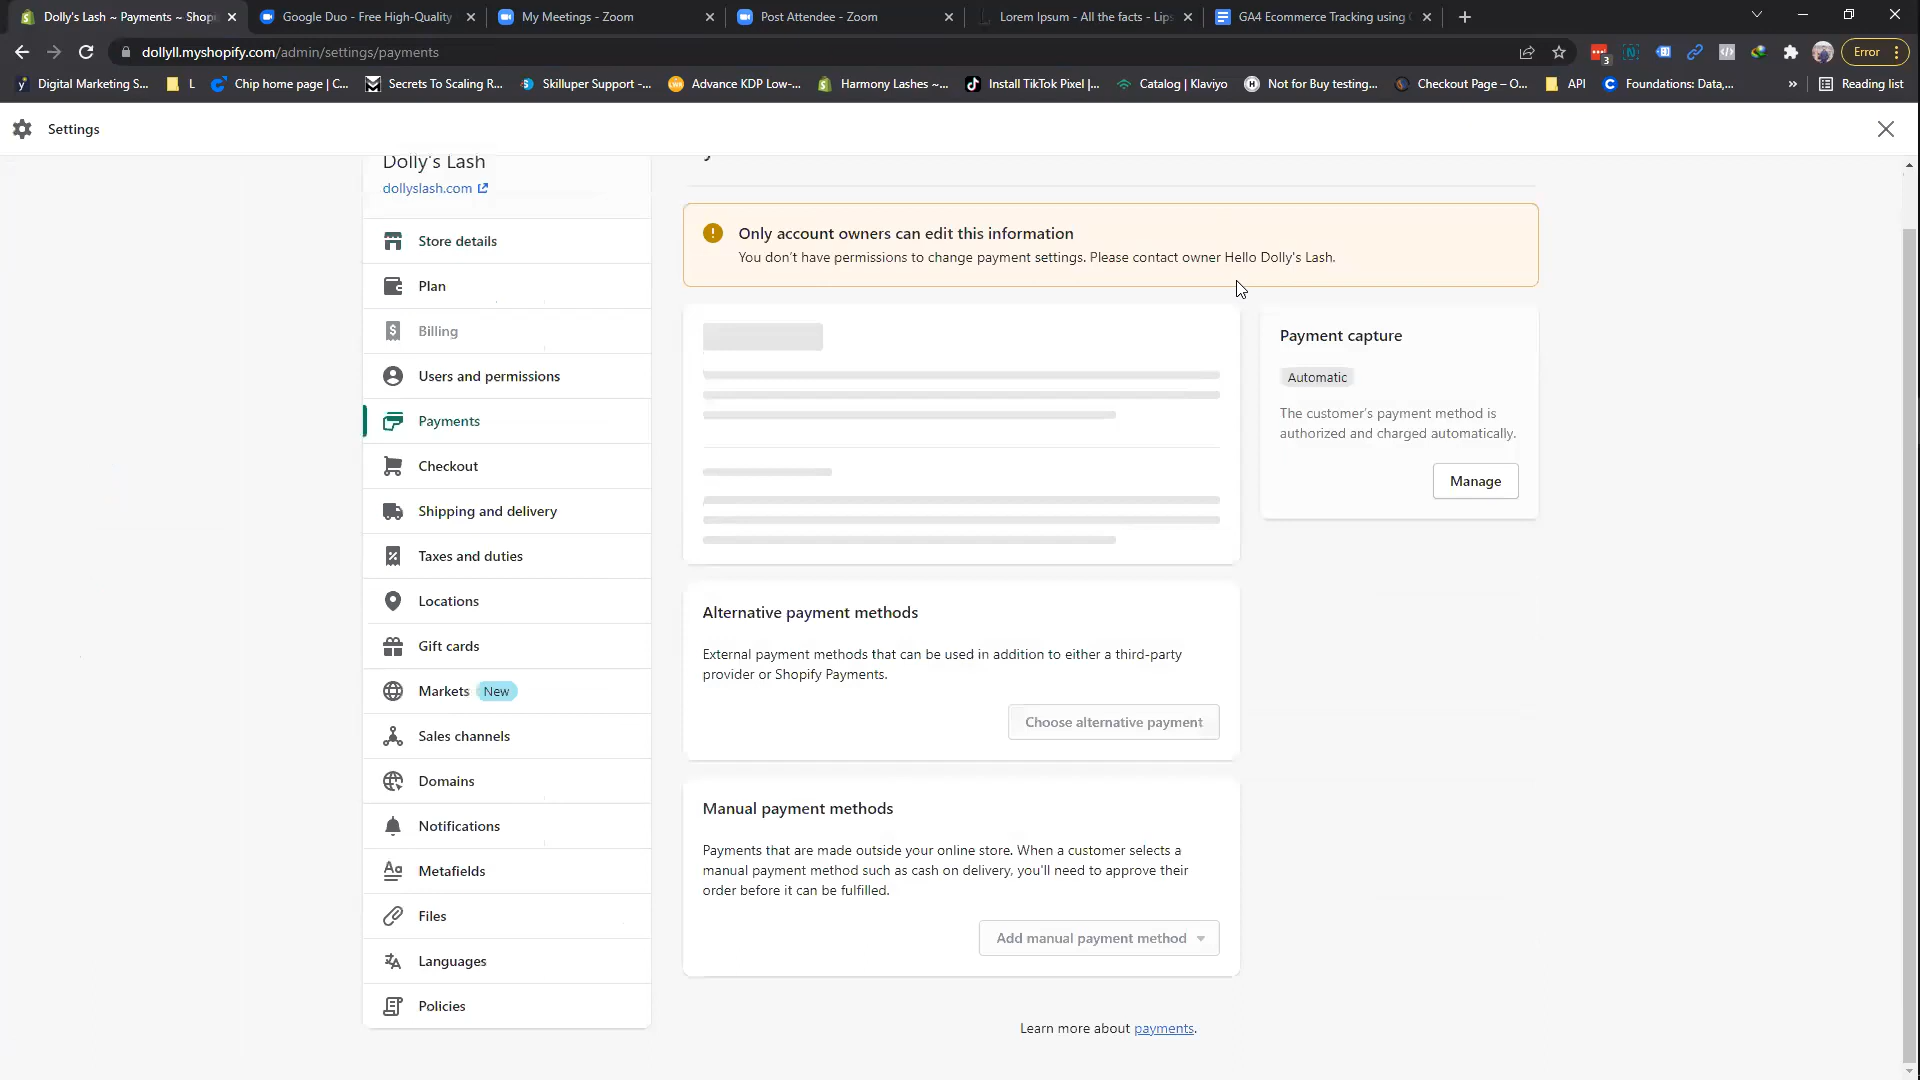 Dolly's Lash ~ Payments ~ Shopi
Google Duo - Free High-Quality
My Meetings - Zoom
Post Attendee - Zoom
Lorem Ipsum - All the facts - Lips
GA4 Ecommerce Tracking using
dollyll.myshopify.com/admin/settings/payments
3
Error
Digital Marketing S...
L
Chip home page | C...
Secrets To Scaling R...
Skilluper Support -...
Advance KDP Low-...
Harmony Lashes ~...
Install TikTok Pixel |...
Catalog | Klaviyo
Not for Buy testing...
Checkout Page – O...
API
Foundations: Data,...
»
Reading list
Settings
Dolly's Lash
dollyslash.com
Store details
Plan
Billing
Users and permissions
Payments
Checkout
Shipping and delivery
Taxes and duties
Locations
Gift cards
Markets New
Sales channels
Domains
Notifications
Metafields
Files
Languages
Policies
Only account owners can edit this information
You don't have permissions to change payment settings. Please contact owner Hello Dolly's Lash.
Payment capture
Automatic
The customer's payment method is
authorized and charged automatically.
Manage
Alternative payment methods
External payment methods that can be used in addition to either a third-party
provider or Shopify Payments.
Choose alternative payment
Manual payment methods
Payments that are made outside your online store. When a customer selects a
manual payment method such as cash on delivery, you'll need to approve their
order before it can be fulfilled.
Add manual payment method
Learn more about payments.